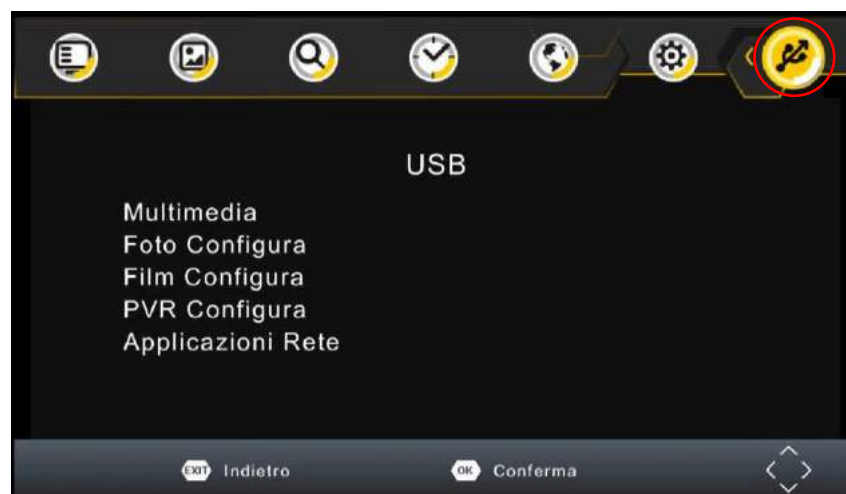 USB
Multimedia
Foto Configura
Film Configura
PVR Configura
Applicazioni Rete
EXIT Indietro OK Conferma